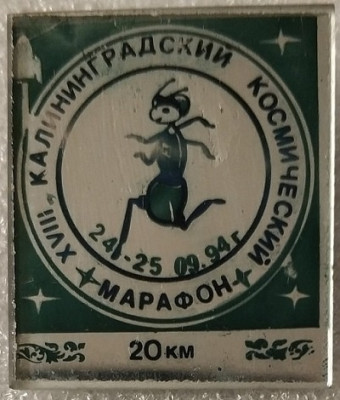 XVIII КАЛИНИНГРАДСКИЙ КОСМИЧЕСКИЙ
МАРАФОН
24-25 09.94г
20 КМ